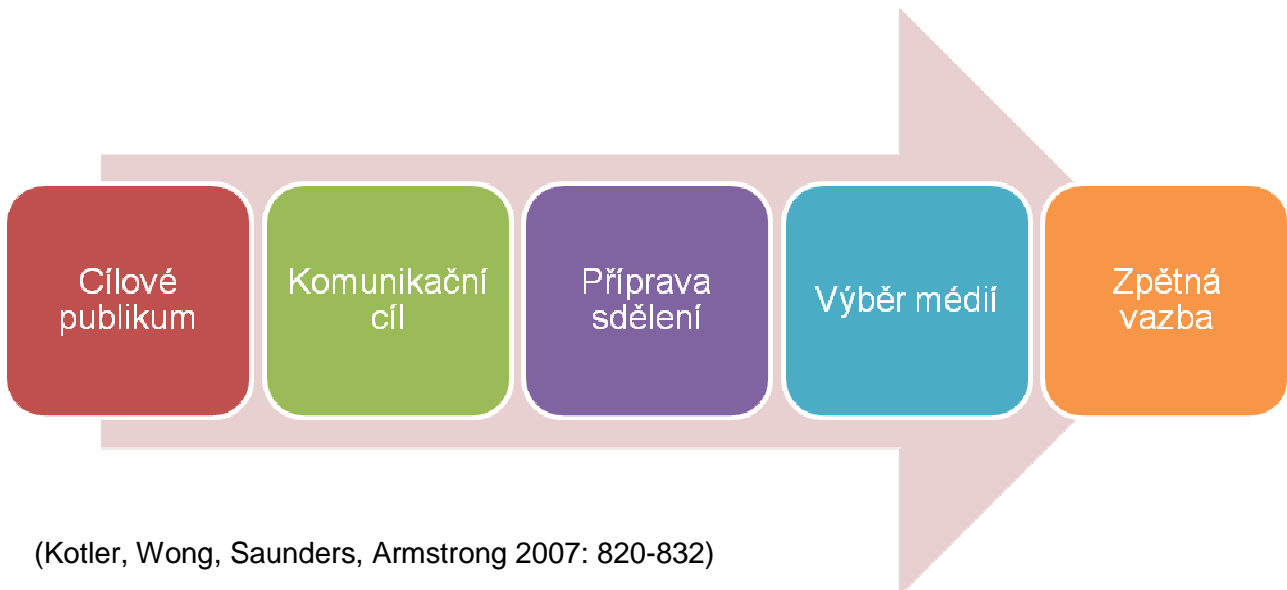 Cílové
publikum
Komunikační
cíl
Příprava
sdělení
Výběr médií
Zpětná
vazba
(Kotler, Wong, Saunders, Armstrong 2007: 820-832)